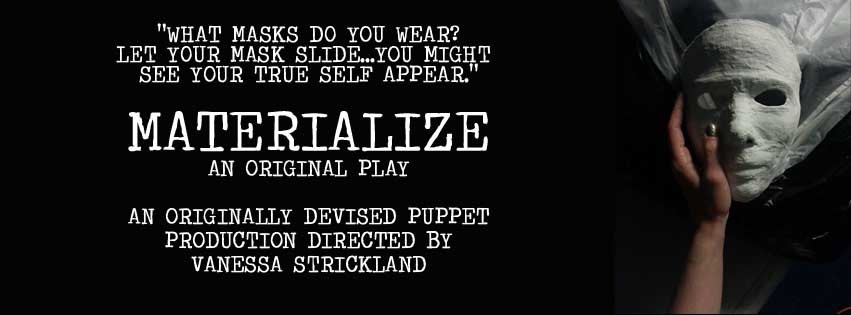 "WHAT MASKS DO YOU WEAR?
LET YOUR MASK SLIDE...YOU MIGHT
SEE YOUR TRUE SELF APPEAR."
MATERIALIZE
AN ORIGINAL PLAY
AN ORIGINALLY DEVISED PUPPET
PRODUCTION DIRECTED BY
VANESSA STRICKLAND